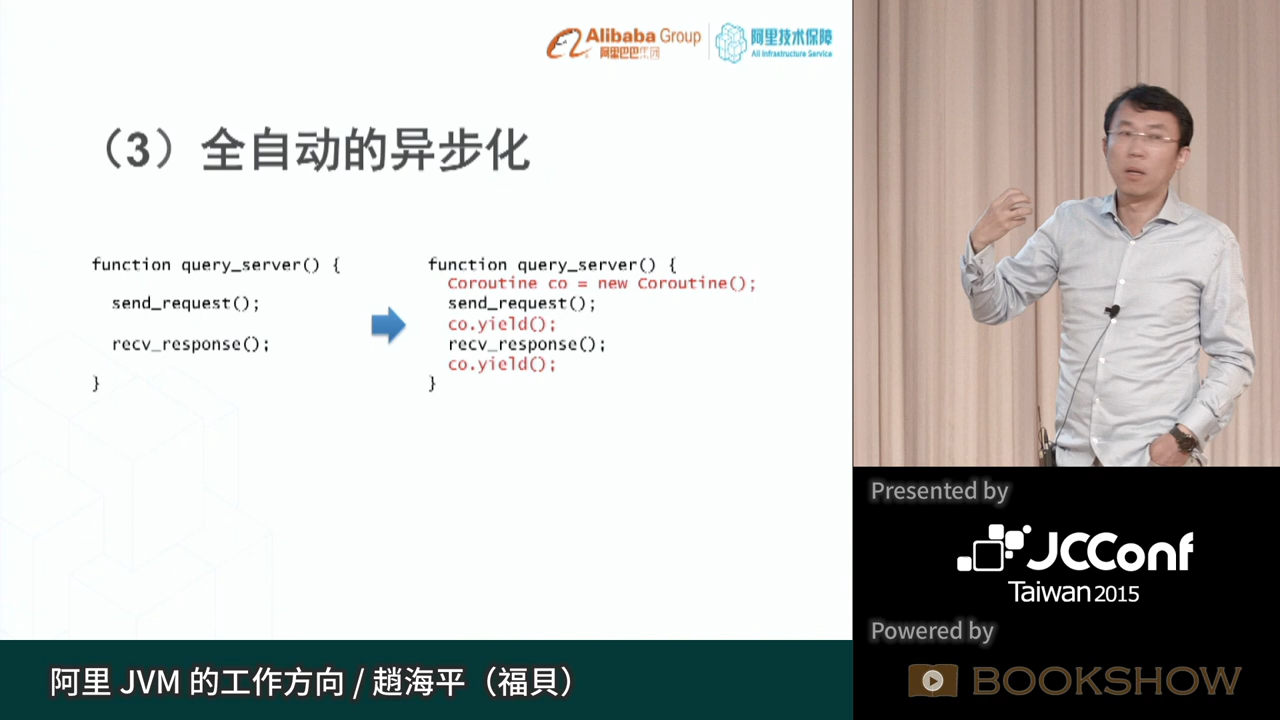 Alibaba Group
阿里巴巴集团
阿里技术保障
Ali Infrastructure Service
（3）全自动的异步化
function query_server() {
send_request();
recv_response();
}
function query_server() {
Coroutine co = new Coroutine();
send_request();
co.yield();
recv_response();
co.yield();
}
Presented by
JCConf
Taiwan 2015
Powered by
BOOKSHOW
阿里 JVM 的工作方向 / 趙海平（福貝）